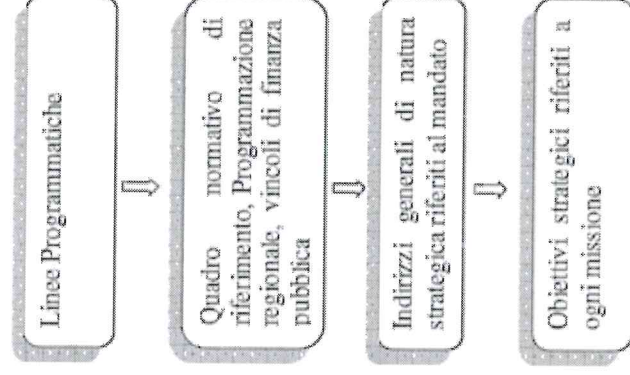 Linee Programmatiche
Quadro normativo di
riferimento, Programmazione
regionale, vincoli di finanza
pubblica
Indirizzi generali di natura
strategica riferiti al mandato
Obiettivi strategici riferiti a
ogni missione